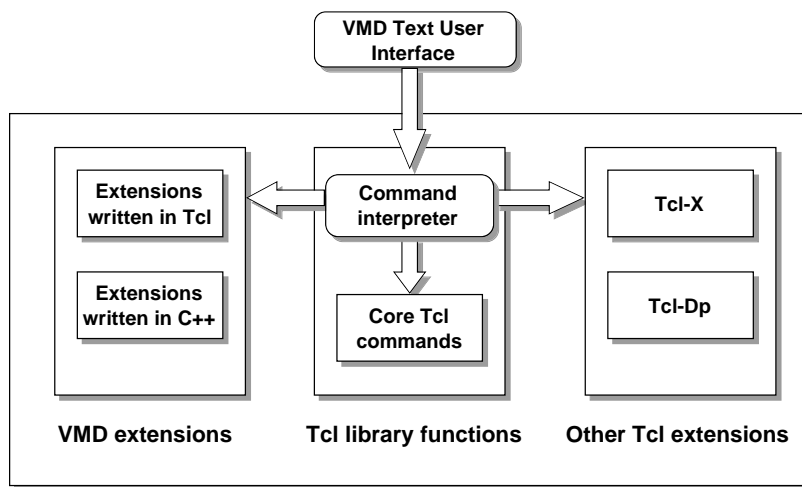 VMD Text User
Interface
Extensions
written in Tcl
Extensions
written in C++
VMD extensions
Command
interpreter
Core Tcl
commands
Tcl library functions
Tcl-X
Tcl-Dp
Other Tcl extensions